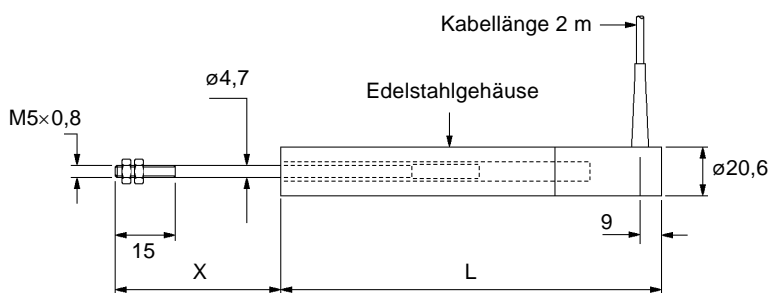 Kabellänge 2 m
ø4,7
Edelstahlgehäuse
M5×0,8
ø20,6
15
9
X
L